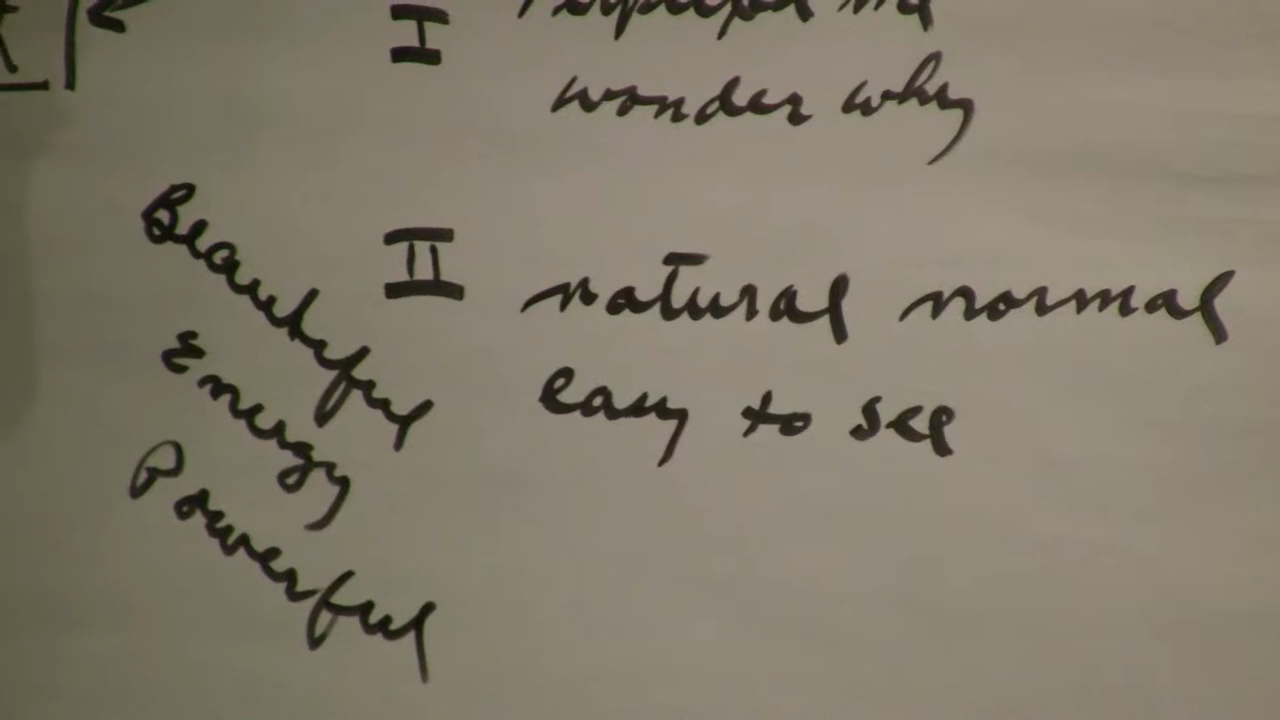 I
wonder why
II natural normal
easy to see
Beautiful
Energy
Powerful